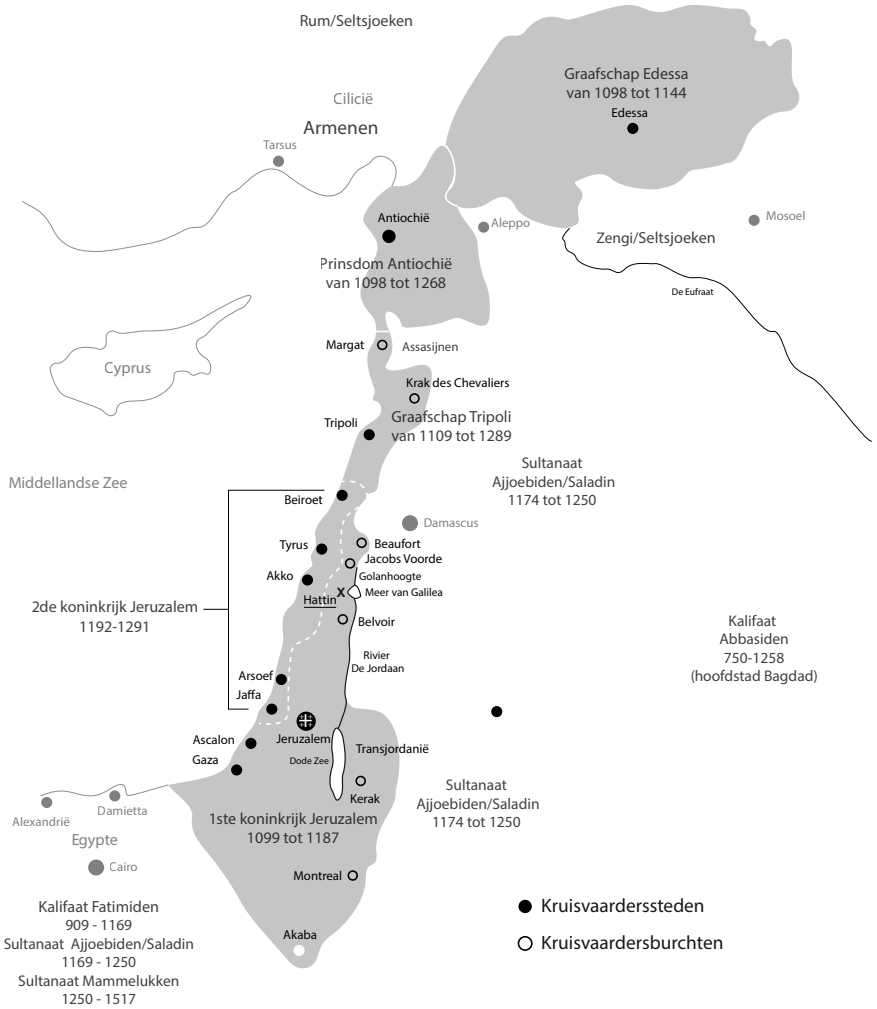 Rum/Seltsjoeken
Graafschap Edessa
van 1098 tot 1144
Edessa
Cilicië
Armenen
Tarsus
Antiochië
Aleppo
Mosoel
Zengi/Seltsjoeken
Prinsdom Antiochië
van 1098 tot 1268
De Eufraat
Margat
Assasijnen
Cyprus
Krak des Chevaliers
Graafschap Tripoli
van 1109 tot 1289
Tripoli
Middellandse Zee
Sultanaat
Ajjoebiden/Saladin
1174 tot 1250
Beiroet
Damascus
Tyrus
Beaufort
Jacobs Voorde
Akko
Golanhoogte
Hattin
X
Meer van Galilea
2de koninkrijk Jeruzalem
1192-1291
Belvoir
Kalifaat
Abbasiden
750-1258
(hoofdstad Bagdad)
Rivier
De Jordaan
Arsoef
Jaffa
Jeruzalem
Ascalon
Gaza
Dode Zee
Transjordanië
Kerak
Sultanaat
Ajjoebiden/Saladin
1174 tot 1250
Alexandrië
Damietta
Egypte
Cairo
1ste koninkrijk Jeruzalem
1099 tot 1187
Montreal
Kalifaat Fatimiden
909 - 1169
Sultanaat Ajjoebiden/Saladin
1169 - 1250
Sultanaat Mammelukken
1250 - 1517
Akaba
Kruisvaarderssteden
Kruisvaardersburchten